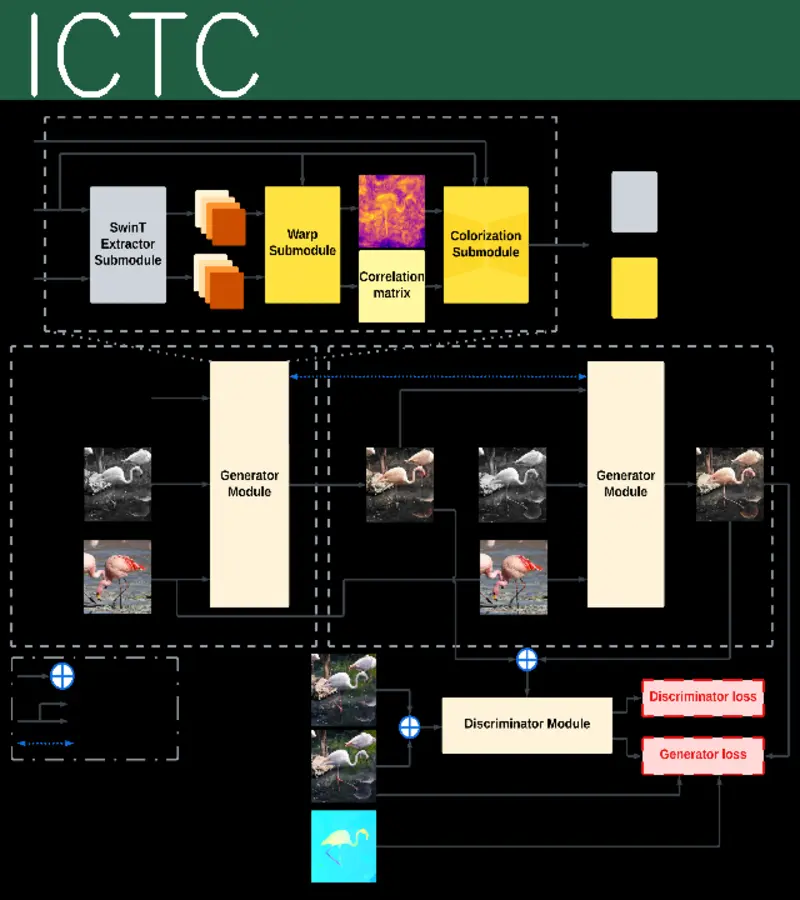 ICTC
SwinT
Extractor
Submodule
Warp
Submodule
Correlation
matrix
Colorization
Submodule
Generator
Module
Generator
Module
Discriminator Module
Discriminator loss
Generator loss